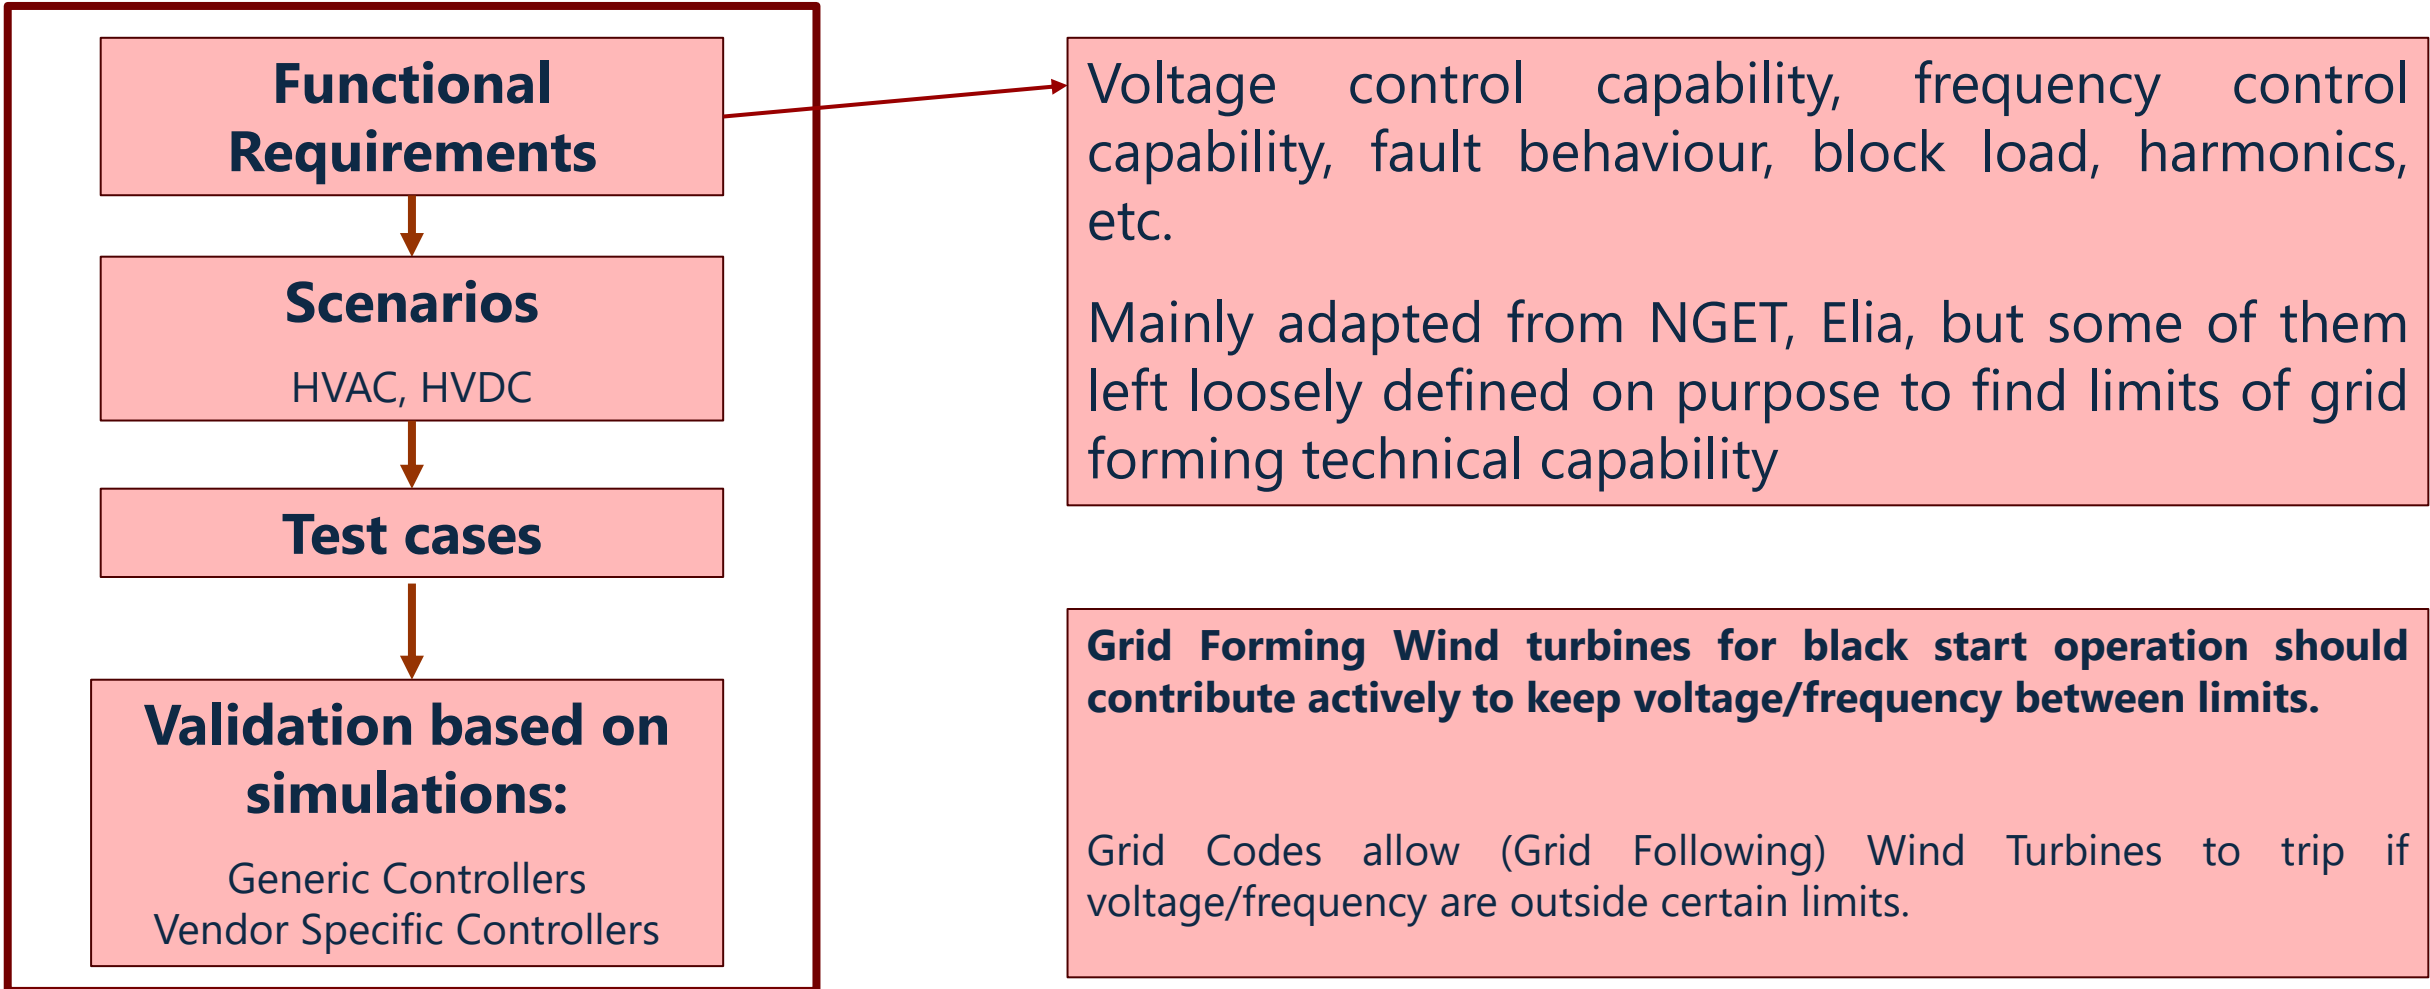 Functional
Requirements
Scenarios
HVAC, HVDC
Test cases
Validation based on
simulations:
Generic Controllers
Vendor Specific Controllers
Voltage control capability, frequency control
capability, fault behaviour, block load, harmonics,
etc.
Mainly adapted from NGET, Elia, but some of them
left loosely defined on purpose to find limits of grid
forming technical capability
Grid Forming Wind turbines for black start operation should
contribute actively to keep voltage/frequency between limits.
Grid Codes allow (Grid Following) Wind Turbines to trip if
voltage/frequency are outside certain limits.